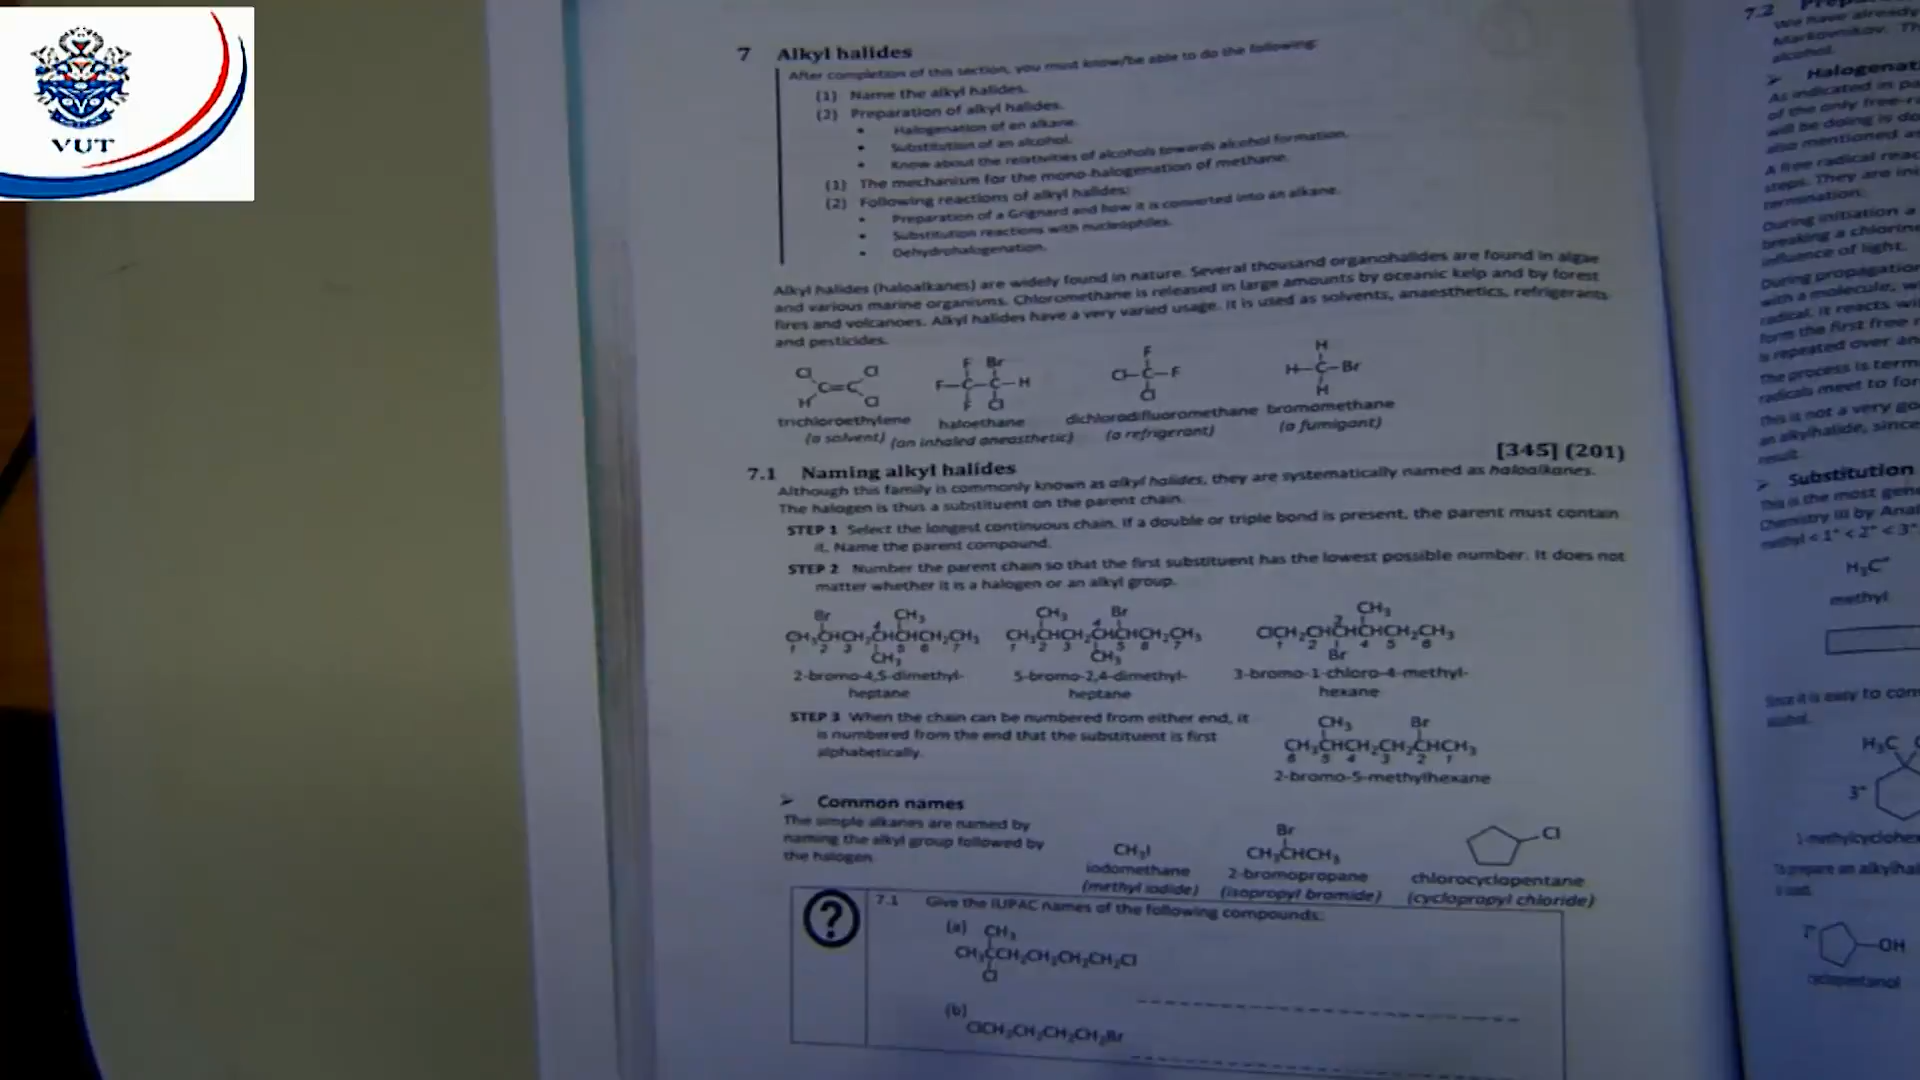 VUT
7 Alkyl halides
After completion of this section, you must know/be able to do the following:
(1) Name the alkyl halides.
(2) Preparation of alkyl halides.
• Halogenation of en alkane.
• Substitution of an alcohol.
• Know about the relativities of alcohols towards alcohol formation.
(1) The mechanism for the mono-halogenation of methane.
(2) Following reactions of alkyl halides:
• Preparation of a Grignard and how it is converted into an alkane.
• Substitution reactions with nucleophiles.
• Dehydrohalogenation.
Alkyl halides (haloalkanes) are widely found in nature. Several thousand organohalides are found in algae
and various marine organisms. Chloromethane is released in large amounts by oceanic kelp and by forest
fires and volcanoes. Alkyl halides have a very varied usage. It is used as solvents, anaesthetics, refrigerants
and pesticides.
Cl Cl F Br F H
C=C F–C–C–H Cl–C–F H–C–Br
H Cl F Cl Cl H
trichloroethylene haloethane dichlorodifluoromethane bromomethane
(a solvent) (an inhaled aneasthetic) (a refrigerant) (a fumigant)
[345] (201)
7.1 Naming alkyl halides
Although this family is commonly known as alkyl halides, they are systematically named as haloalkanes.
The halogen is thus a substituent on the parent chain.
STEP 1 Select the longest continuous chain. If a double or triple bond is present, the parent must contain
it. Name the parent compound.
STEP 2 Number the parent chain so that the first substituent has the lowest possible number. It does not
matter whether it is a halogen or an alkyl group.
Br CH₃ CH₃ Br CH₃
CH₃CHCH₂CHCHCH₂CH₃ CH₃CHCH₂CHCHCH₂CH₃ ClCH₂CHCHCHCH₂CH₃
1 2 3 4 5 6 7 1 2 3 4 5 6 7 1 2 2 4 5 6
CH₃ CH₃ Br
2-bromo-4,5-dimethyl- 5-bromo-2,4-dimethyl- 3-bromo-1-chloro-4-methyl-
heptane heptane hexane
STEP 3 When the chain can be numbered from either end, it
is numbered from the end that the substituent is first
alphabetically.
CH₃ Br
CH₃CHCH₂CH₂CHCH₃
6 5 4 3 2 1
2-bromo-5-methylhexane
➢ Common names
The simple alkanes are named by
naming the alkyl group followed by
the halogen.
Br Cl
CH₃I CH₃CHCH₃
iodomethane 2-bromopropane chlorocyclopentane
(methyl iodide) (isopropyl bromide) (cyclopropyl chloride)
?
7.1 Give the IUPAC names of the following compounds.
(a) CH₃
CH₃CCH₂CH₂CH₂CH₂Cl
Cl
(b)
ClCH₂CH₂CH₂CH₂Br
7.2
We have already
Markovnikov. Th
alcohol.
➢ Halogenat
As indicated in pa
of the only free-ra
will be doing is do
also mentioned as
A free radical reac
steps. They are ini
termination.
During initiation a
breaking a chlorine
influence of light.
During propagation
with a molecule, w
radical. It reacts wi
form the first free r
is repeated over an
The process is term
radicals meet to for
This is not a very go
an alkylhalide, since
result.
➢ Substitution
This is the most gene
Chemistry III by Anal
methyl < 1° < 2° < 3°
H₃C
methyl
Since it is easy to con
alcohol.
H₃C
3°
1-methylcyclohex
To prepare an alkylhal
is used.
OH
cyclopentanol